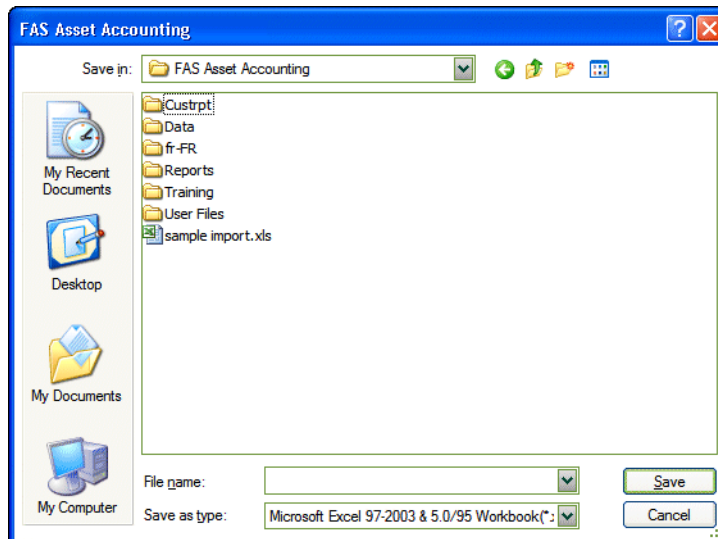 FAS Asset Accounting
Save in: FAS Asset Accounting
Custrpt
Data
fr-FR
Reports
Training
User Files
sample import.xls
My Recent
Documents
Desktop
My Documents
My Computer
File name:
Save
Save as type: Microsoft Excel 97-2003 & 5.0/95 Workbook(*.
Cancel